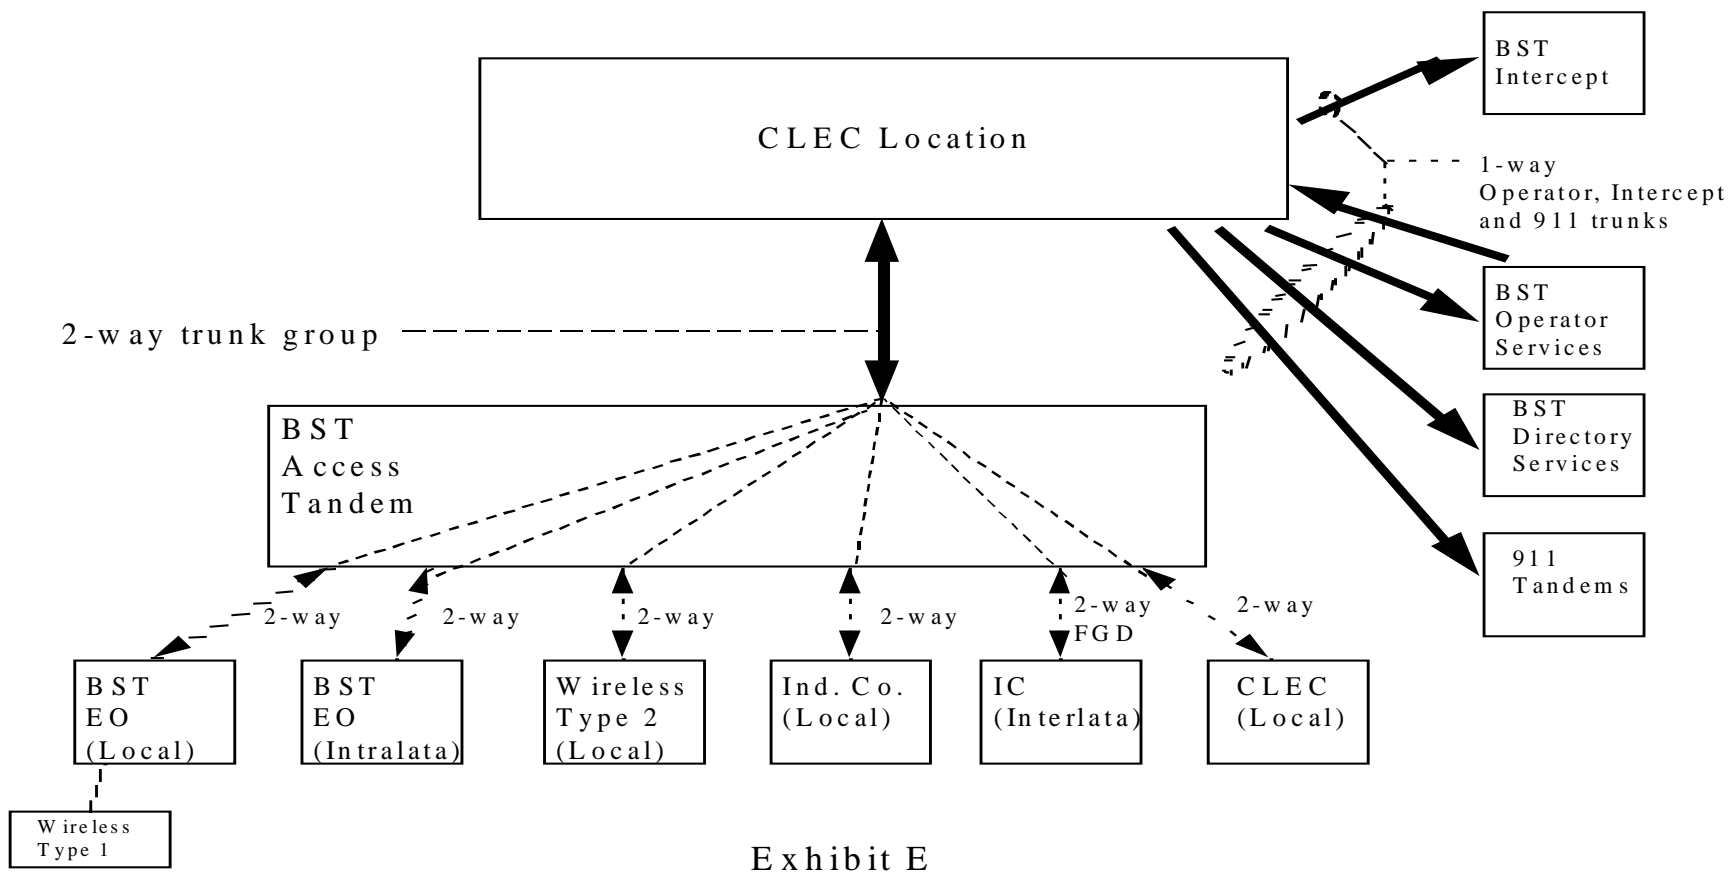 BST
Intercept
CLEC Location
1-way
Operator, Intercept
and 911 trunks
BST
Operator
Services
2-way trunk group
BST
Directory
Services
BST
Access
Tandem
911
Tandems
2-way
2-way
2-way
2-way
2-way
FGD
2-way
BST
EO
(Local)
BST
EO
(Intralata)
Wireless
Type 2
(Local)
Ind. Co.
(Local)
IC
(Interlata)
CLEC
(Local)
Wireless
Type 1
Exhibit E